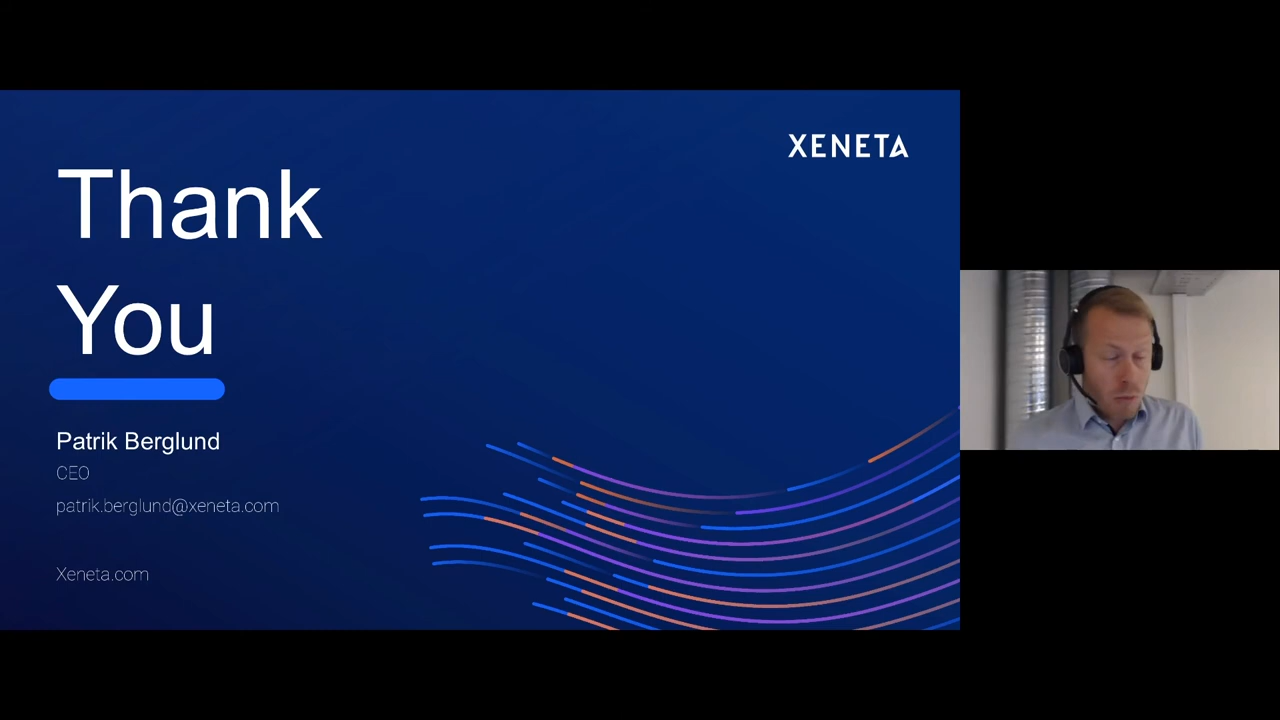 XENETA
Thank
You
Patrik Berglund
CEO
patrik.berglund@xeneta.com
Xeneta.com